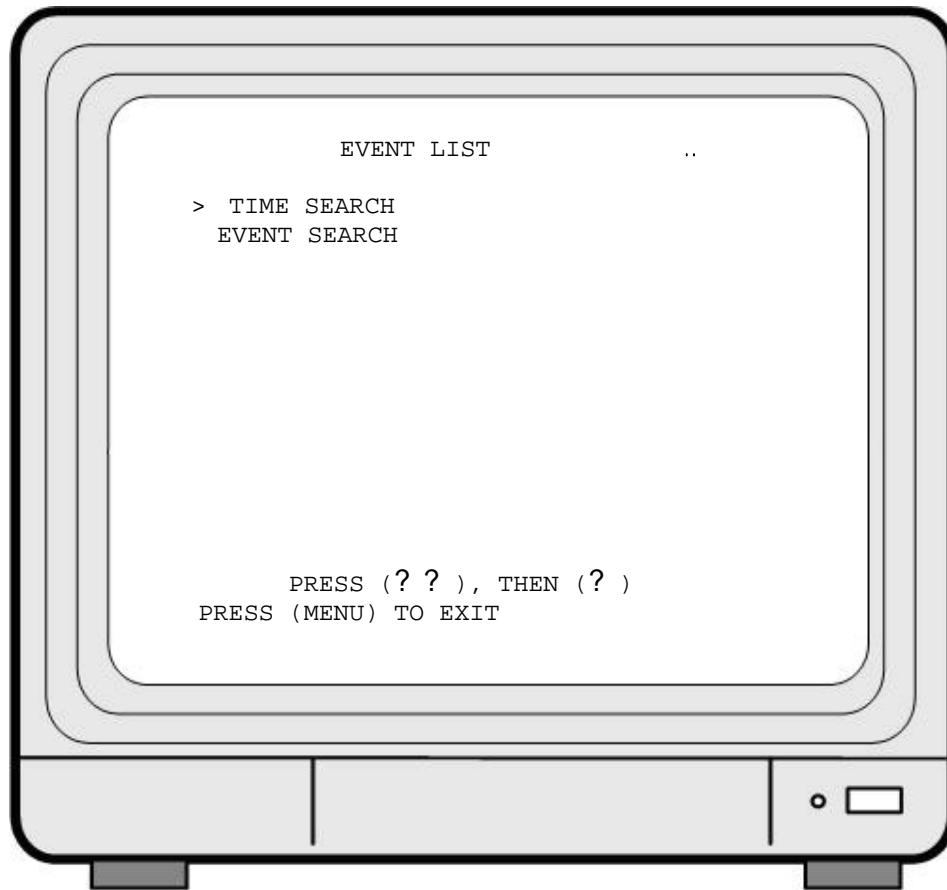 EVENT LIST ..
> TIME SEARCH
EVENT SEARCH
PRESS (? ? ), THEN (? )
PRESS (MENU) TO EXIT